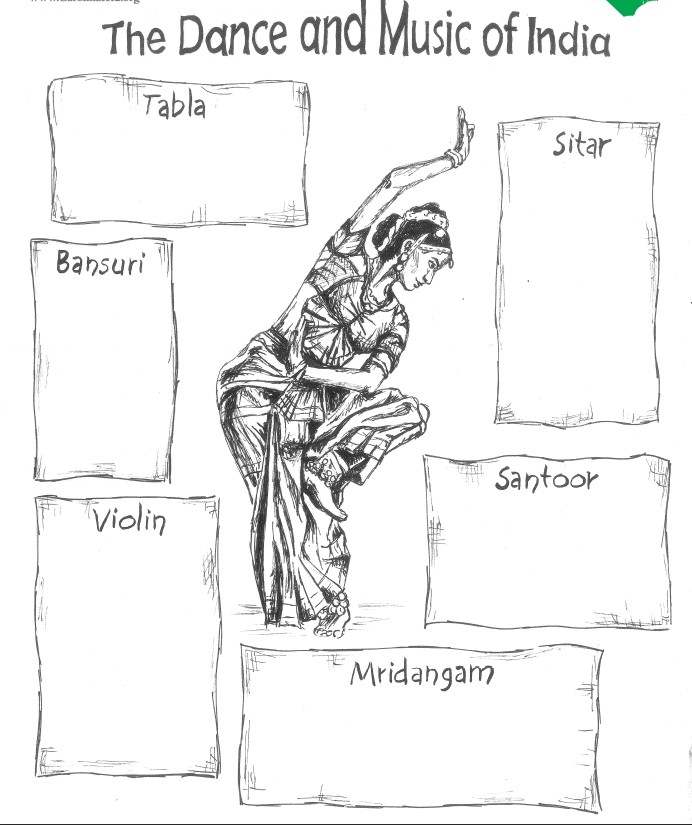 The Dance and Music of India
Tabla
Sitar
Bansuri
Santoor
Violin
Mridangam